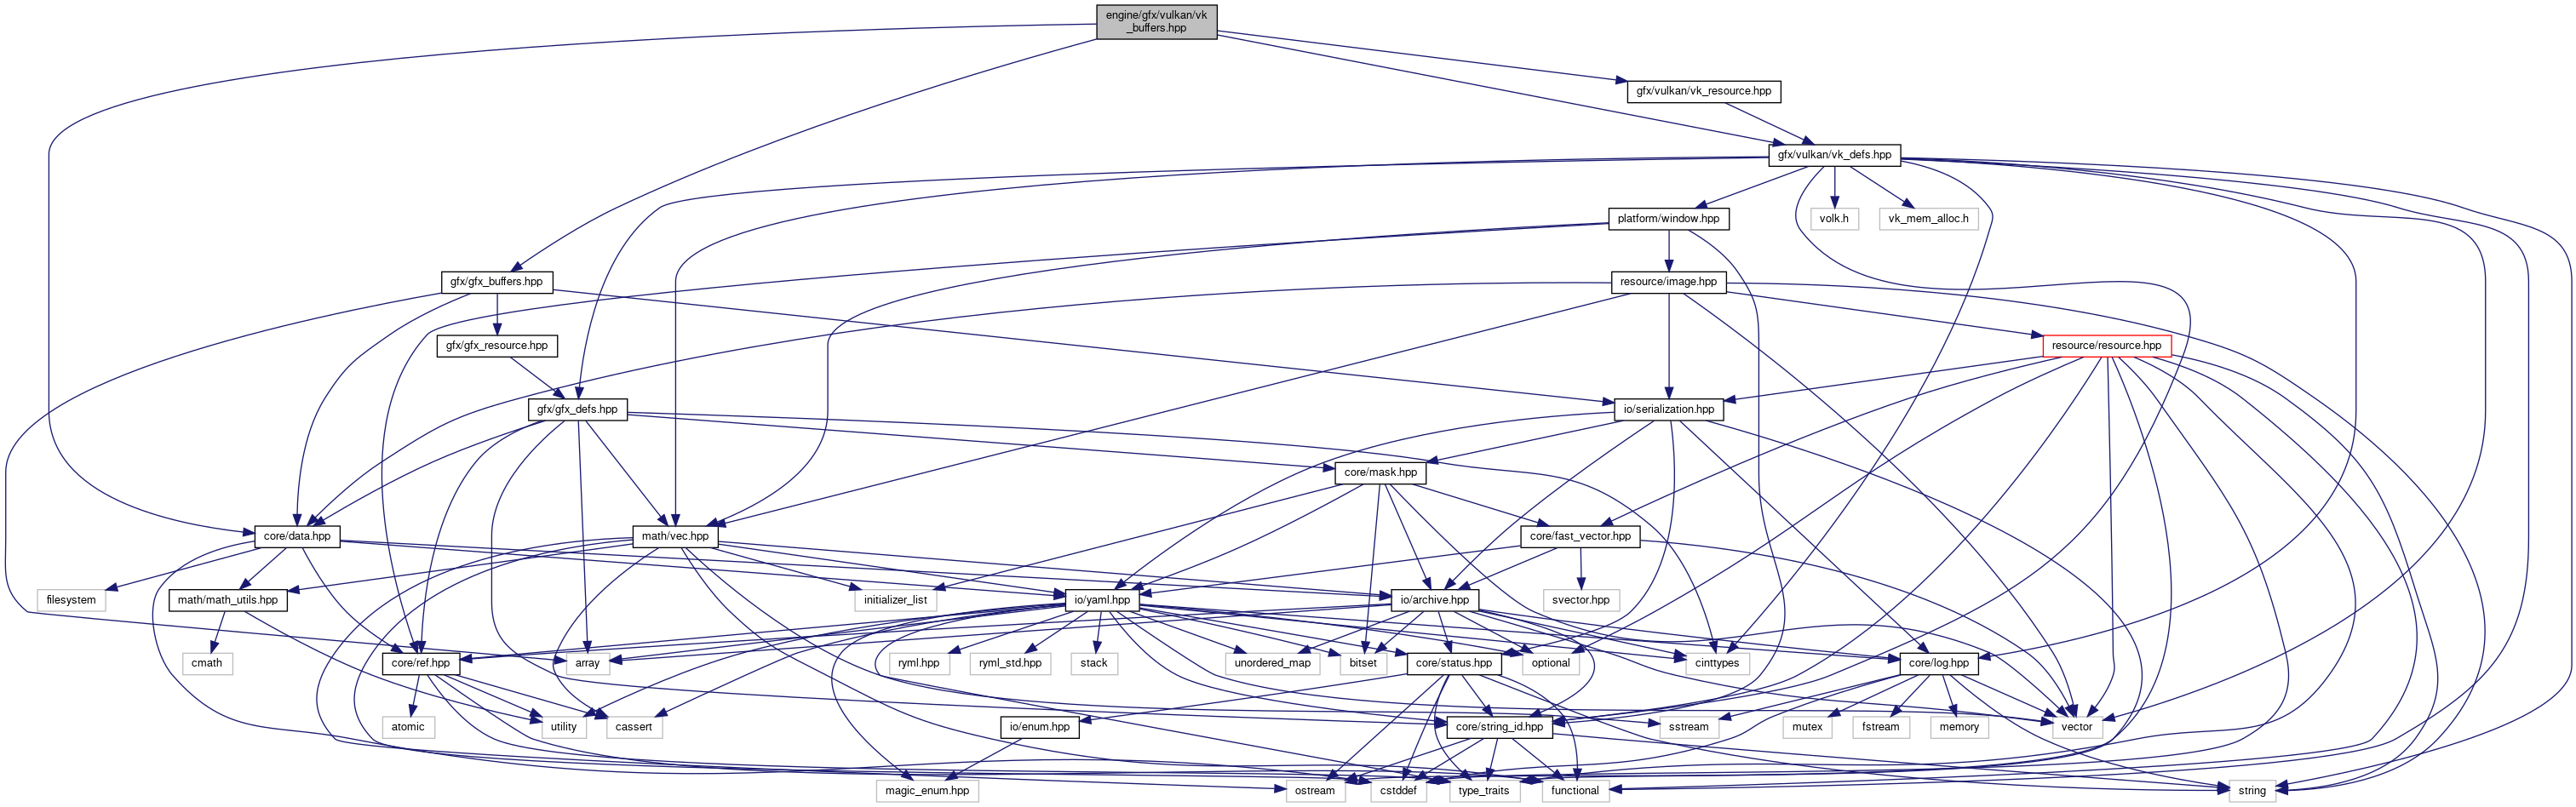 engine/gfx/vulkan/vk
_buffers.hpp
gfx/vulkan/vk_resource.hpp
gfx/vulkan/vk_defs.hpp
platform/window.hpp
volk.h
vk_mem_alloc.h
gfx/gfx_buffers.hpp
resource/image.hpp
gfx/gfx_resource.hpp
resource/resource.hpp
gfx/gfx_defs.hpp
io/serialization.hpp
core/mask.hpp
core/data.hpp
math/vec.hpp
core/fast_vector.hpp
filesystem
math/math_utils.hpp
initializer_list
io/yaml.hpp
io/archive.hpp
svector.hpp
cmath
core/ref.hpp
array
ryml.hpp
ryml_std.hpp
stack
unordered_map
bitset
core/status.hpp
optional
cinttypes
core/log.hpp
atomic
utility
cassert
io/enum.hpp
core/string_id.hpp
sstream
mutex
fstream
memory
vector
magic_enum.hpp
ostream
cstddef
type_traits
functional
string